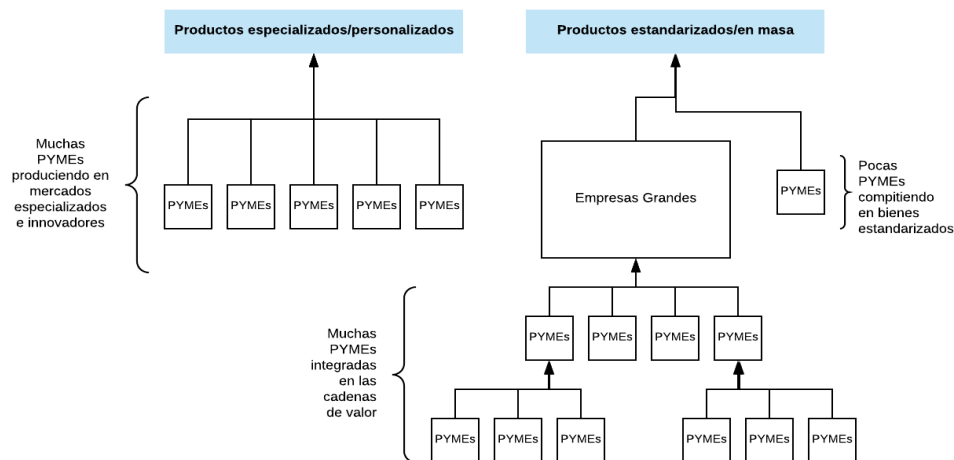 Productos especializados/personalizados
Productos estandarizados/en masa
Muchas
PYMEs
produciendo en
mercados
especializados
e innovadores
PYMEs
PYMEs
PYMEs
PYMEs
PYMEs
Empresas Grandes
PYMEs
Pocas
PYMEs
compitiendo
en bienes
estandarizados
Muchas
PYMEs
integradas
en las
cadenas
de valor
PYMEs
PYMEs
PYMEs
PYMEs
PYMEs
PYMEs
PYMEs
PYMEs
PYMEs
PYMEs